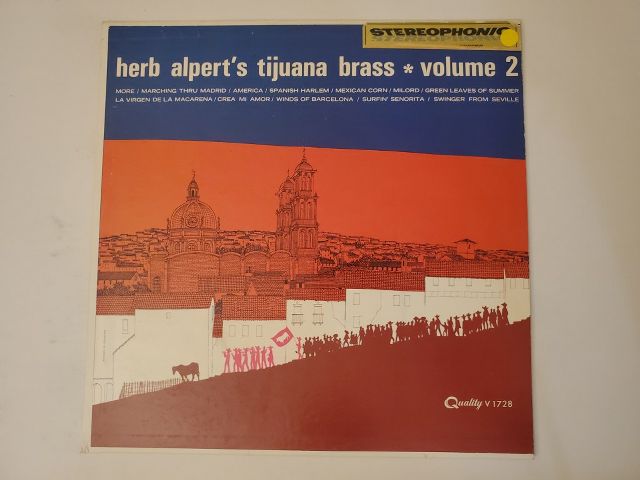 STEREOPHONIC
herb alpert's tijuana brass * volume 2
MORE / MARCHING THRU MADRID / AMERICA / SPANISH HARLEM / MEXICAN CORN / MILORD / GREEN LEAVES OF SUMMER
LA VIRGEN DE LA MACARENA / CREA MI AMOR / WINDS OF BARCELONA / SURFIN' SENORITA / SWINGER FROM SEVILLE
Quality V 1728